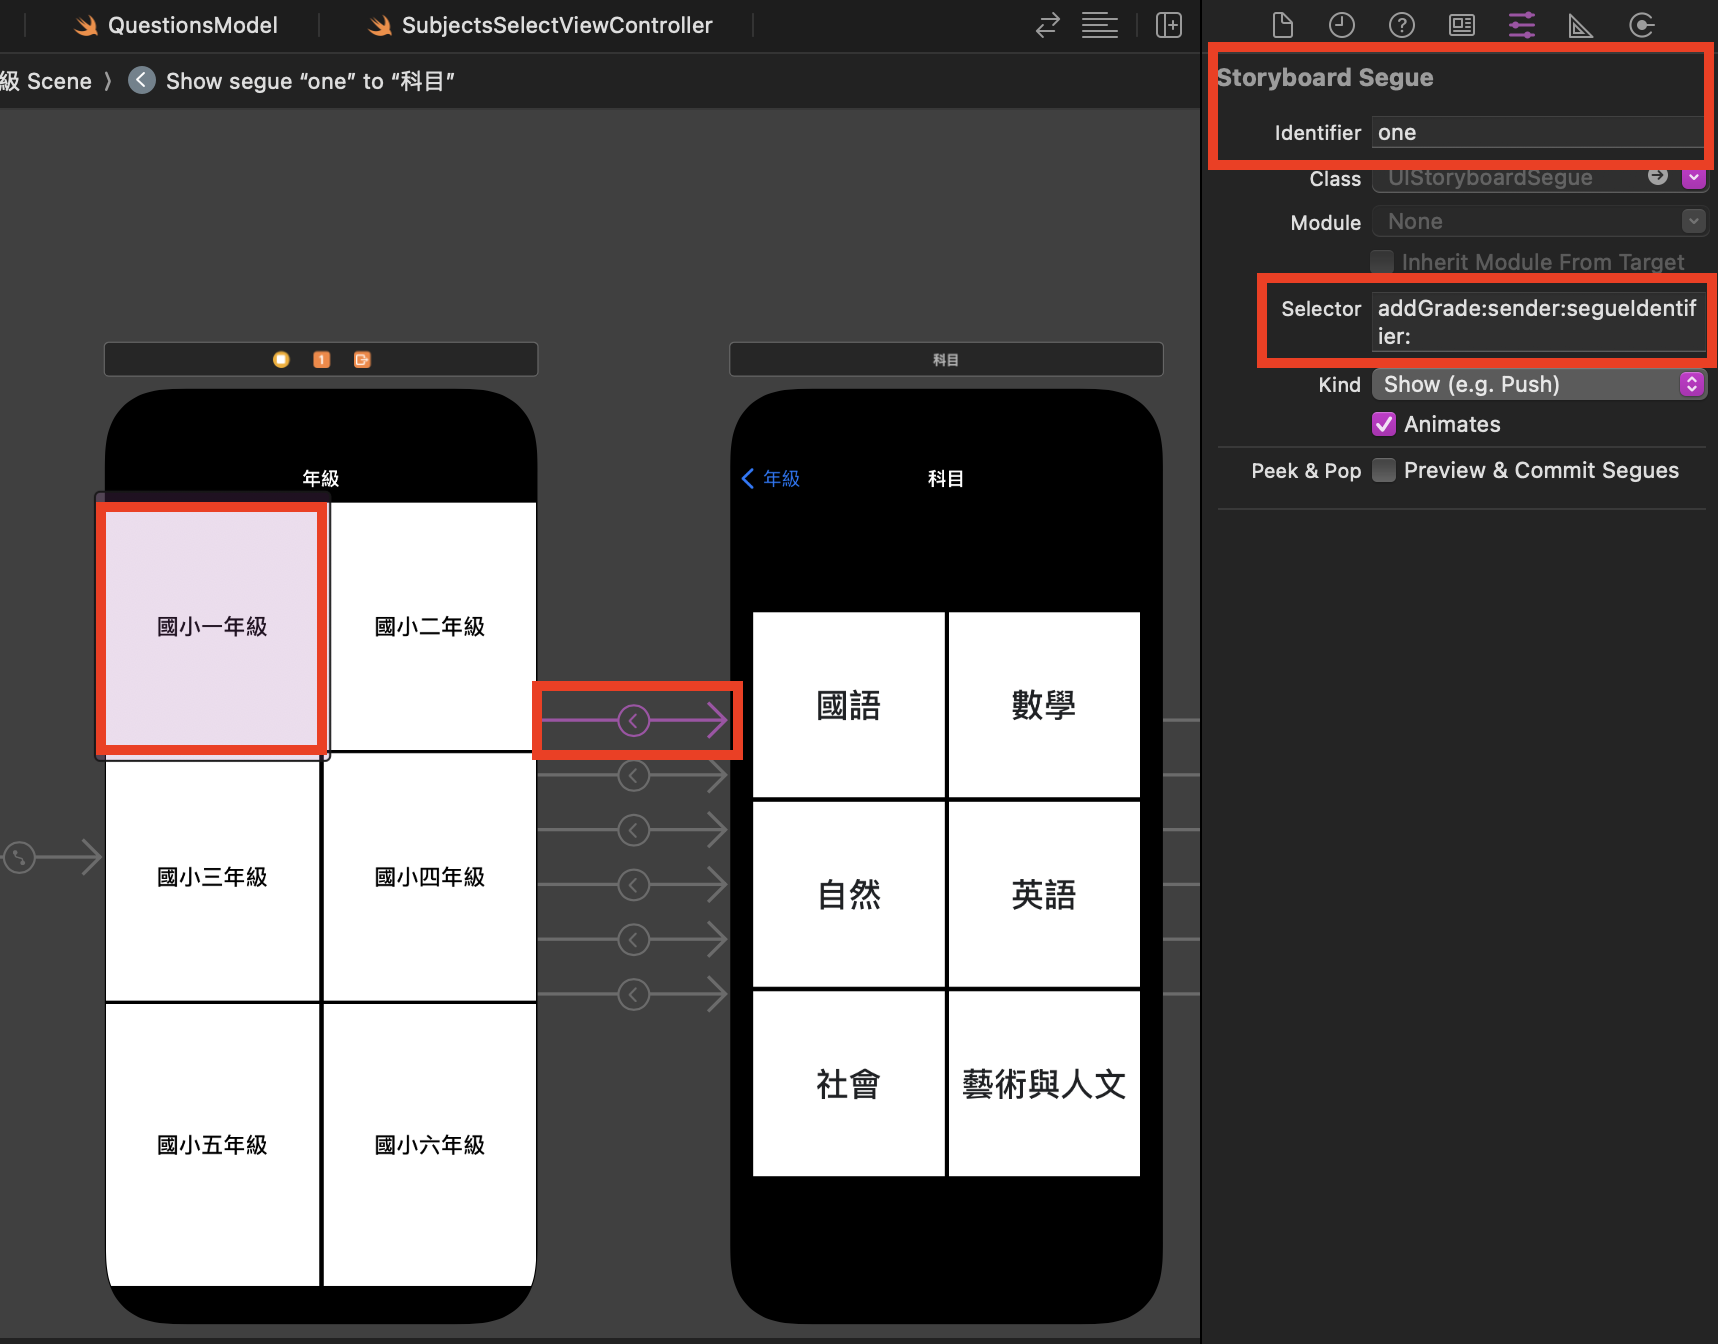 QuestionsModel
SubjectsSelectViewController
級 Scene
Show segue “one” to “科目”
Storyboard Segue
Identifier
one
Class
UIStoryboardSegue
Module
None
Inherit Module From Target
Selector
addGrade:sender:segueIdentif
ier:
Kind
Show (e.g. Push)
Animates
Peek & Pop
Preview & Commit Segues
1
科目
年級
國小一年級
國小二年級
國小三年級
國小四年級
國小五年級
國小六年級
年級
科目
國語
數學
自然
英語
社會
藝術與人文